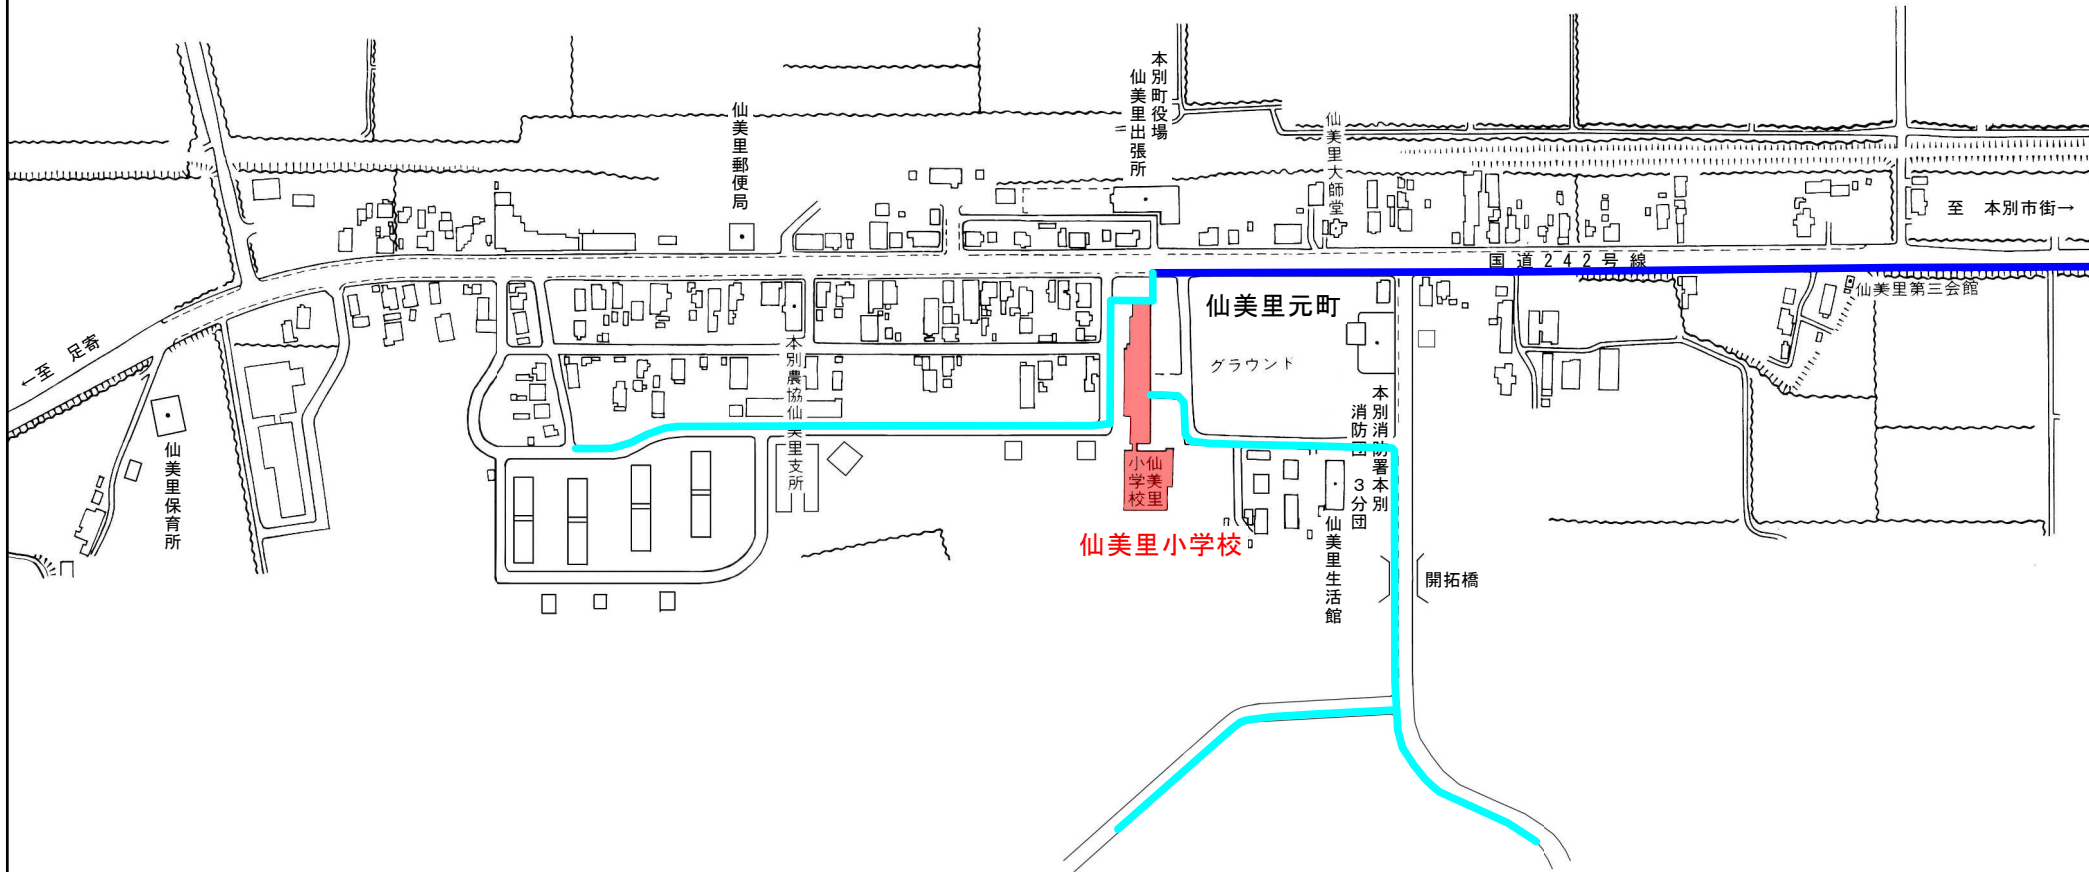 本別町役場
仙美里出張所
仙美里郵便局
仙美里大師堂
至 本別市街→
国道242号線
仙美里第三会館
仙美里元町
グラウンド
←至 足寄
本別農協仙美里支所
本別消防署本別
消防団 3分団
仙美里保育所
仙美里
小学校
仙美里小学校
仙美里生活館
開拓橋